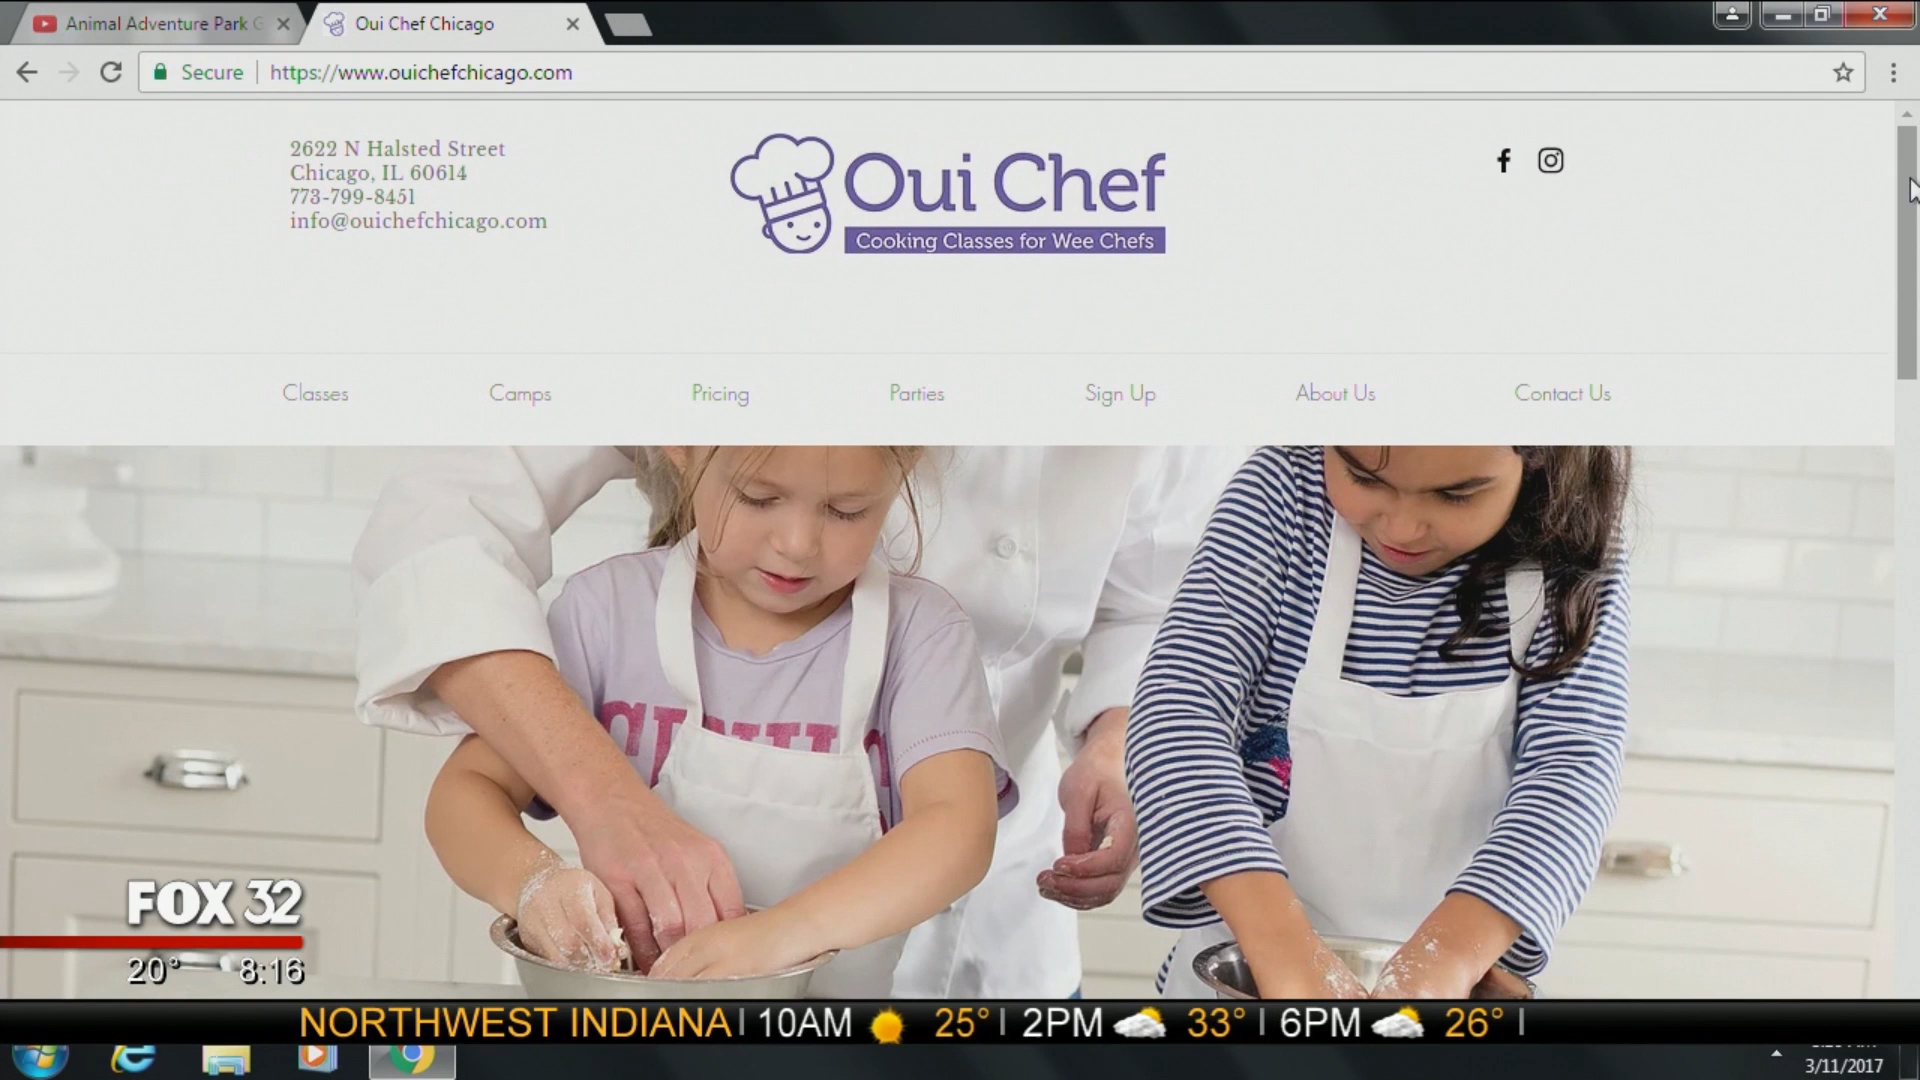 Animal Adventure Park G
Oui Chef Chicago
Secure
https://www.ouichefchicago.com
2622 N Halsted Street
Chicago, IL 60614
773-799-8451
info@ouichefchicago.com
Oui Chef
Cooking Classes for Wee Chefs
Classes Camps Pricing Parties Sign Up About Us Contact Us
FOX 32
20° 8:16
NORTHWEST INDIANA 10AM 25° 2PM 33° 6PM 26°
3/11/2017